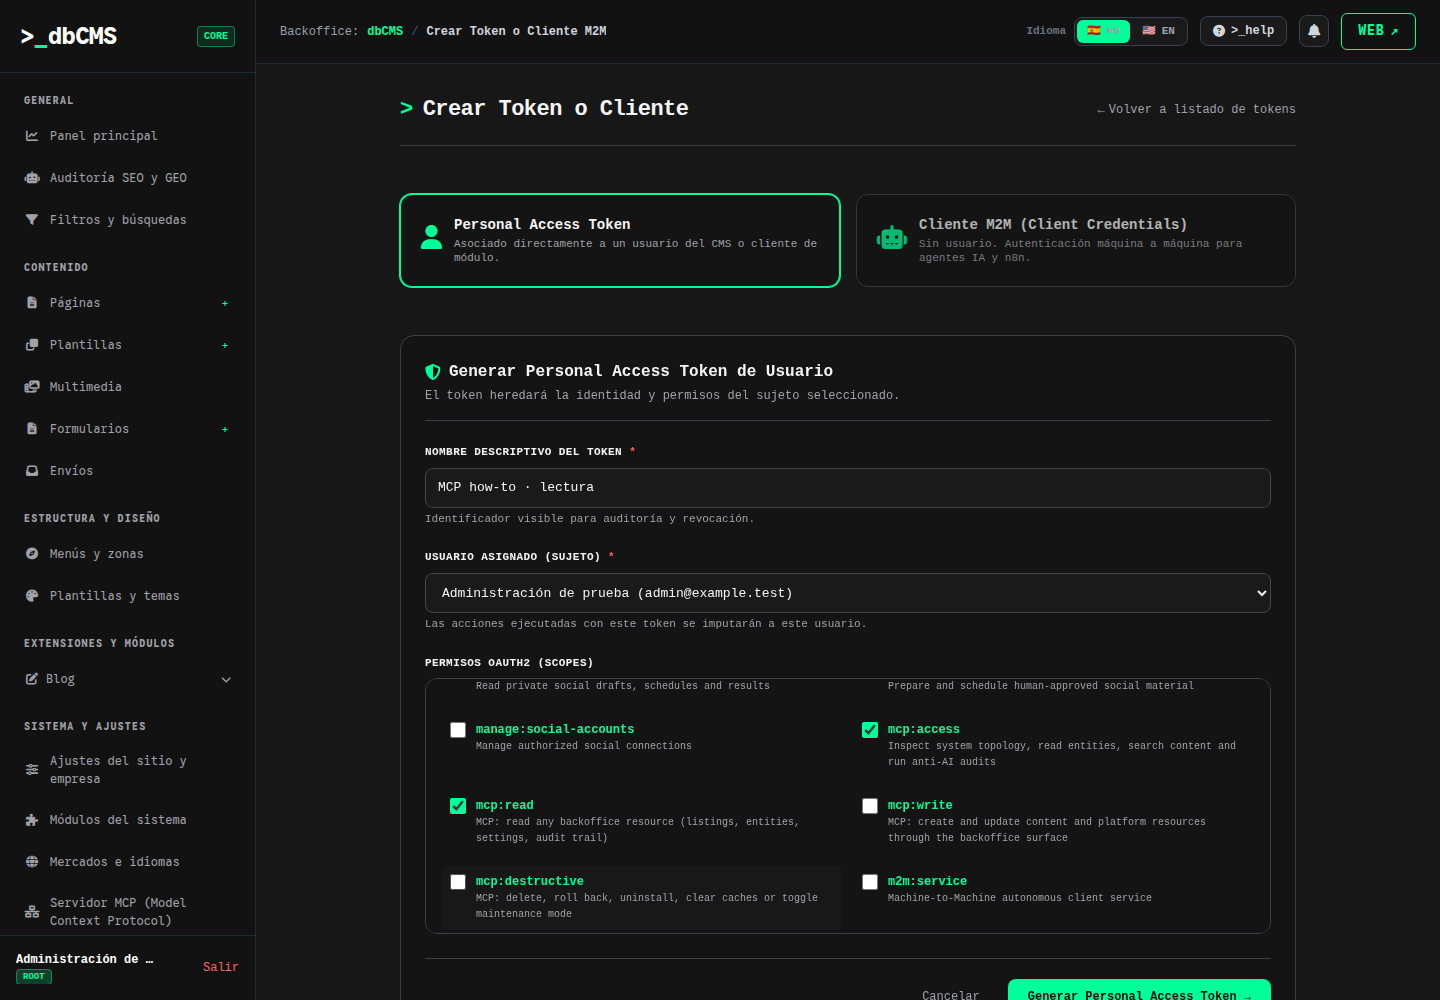 >_dbCMS
CORE
GENERAL
Panel principal
Auditoría SEO y GEO
Filtros y búsquedas
CONTENIDO
Páginas +
Plantillas +
Multimedia
Formularios +
Envíos
ESTRUCTURA Y DISEÑO
Menús y zonas
Plantillas y temas
EXTENSIONES Y MÓDULOS
Blog
SISTEMA Y AJUSTES
Ajustes del sitio y
empresa
Módulos del sistema
Mercados e idiomas
Servidor MCP (Model
Context Protocol)
Administración de …
ROOT
Salir
Backoffice: dbCMS / Crear Token o Cliente M2M
Idioma
EN
>_help
WEB ↗
> Crear Token o Cliente
← Volver a listado de tokens
Personal Access Token
Asociado directamente a un usuario del CMS o cliente de
módulo.
Cliente M2M (Client Credentials)
Sin usuario. Autenticación máquina a máquina para
agentes IA y n8n.
Generar Personal Access Token de Usuario
El token heredará la identidad y permisos del sujeto seleccionado.
NOMBRE DESCRIPTIVO DEL TOKEN *
MCP how-to · lectura
Identificador visible para auditoría y revocación.
USUARIO ASIGNADO (SUJETO) *
Administración de prueba (admin@example.test)
Las acciones ejecutadas con este token se imputarán a este usuario.
PERMISOS OAUTH2 (SCOPES)
Read private social drafts, schedules and results
Prepare and schedule human-approved social material
manage:social-accounts
Manage authorized social connections
mcp:access
Inspect system topology, read entities, search content and
run anti-AI audits
mcp:read
MCP: read any backoffice resource (listings, entities,
settings, audit trail)
mcp:write
MCP: create and update content and platform resources
through the backoffice surface
mcp:destructive
MCP: delete, roll back, uninstall, clear caches or toggle
maintenance mode
m2m:service
Machine-to-Machine autonomous client service
Cancelar
Generar Personal Access Token →